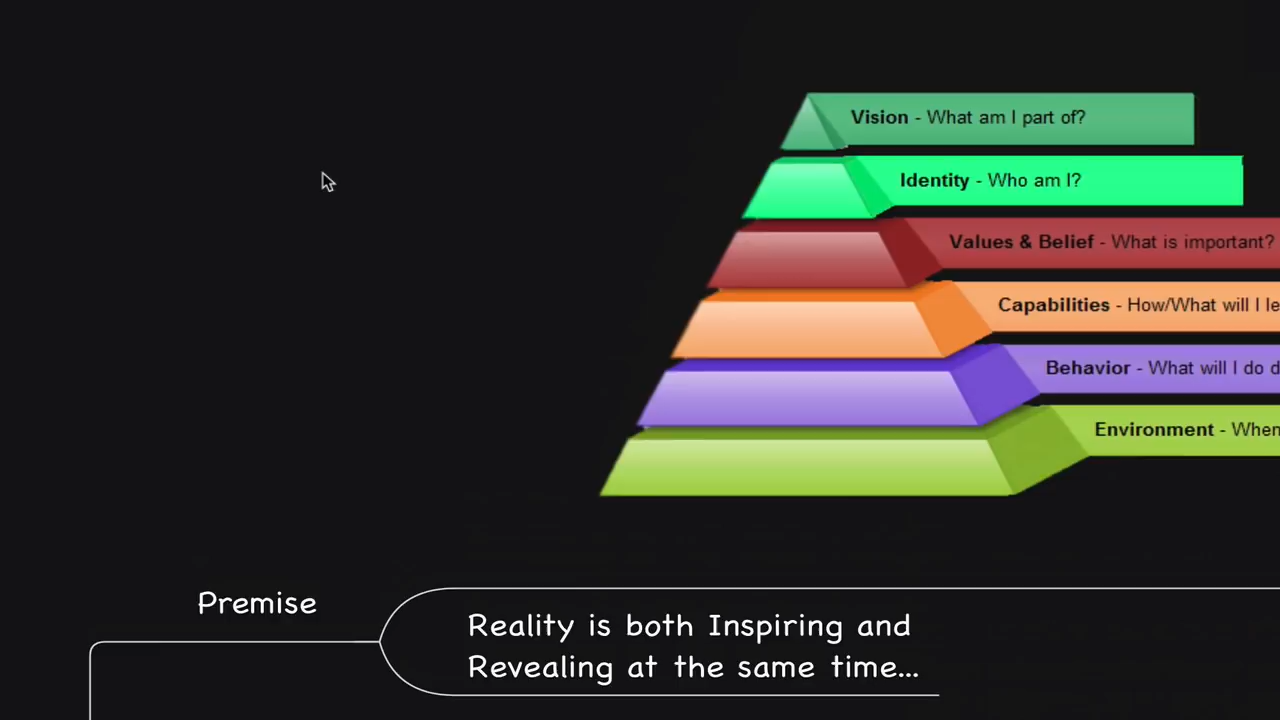 Vision - What am I part of?
Identity - Who am I?
Values & Belief - What is important?
Capabilities - How/What will I le
Behavior - What will I do d
Environment - When
Premise
Reality is both Inspiring and
Revealing at the same time...